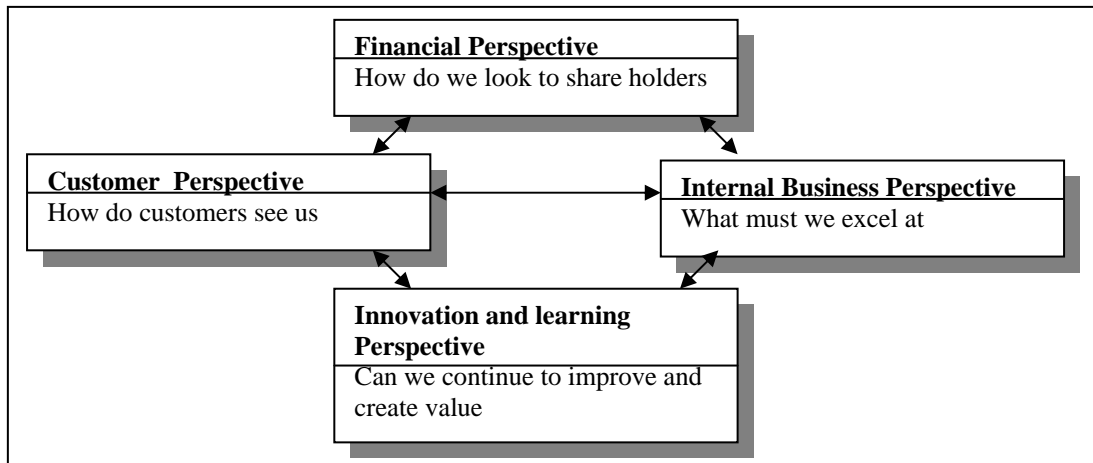 Financial Perspective
How do we look to share holders
Customer  Perspective
How do customers see us
Internal Business Perspective
What must we excel at
Innovation and learning
Perspective
Can we continue to improve and
create value